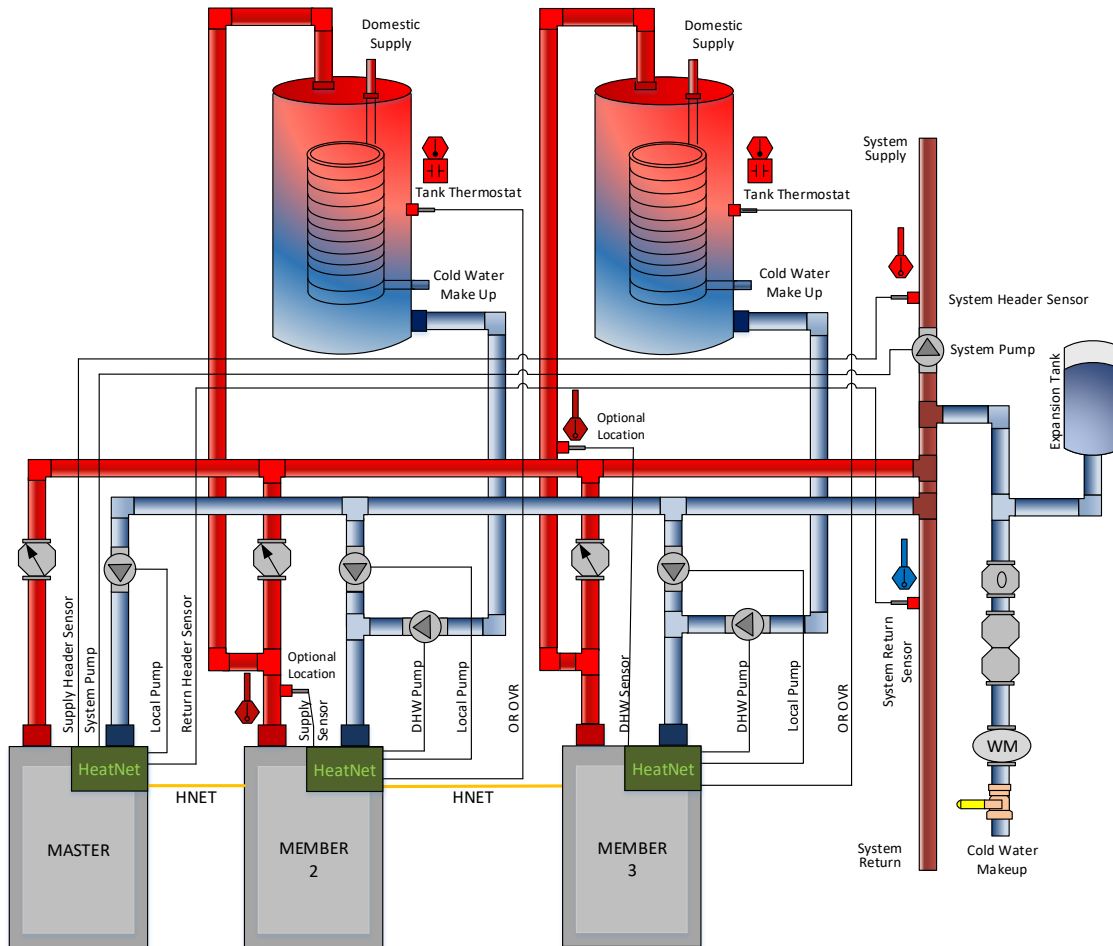 Domestic
Supply
Domestic
Supply
Tank Thermostat
Tank Thermostat
Cold Water
Make Up
Cold Water
Make Up
System
Supply
System Header Sensor
System Pump
Expansion Tank
Optional
Location
Supply Header Sensor
System Pump
Local Pump
Return Header Sensor
Optional
Location
Supply
Sensor
DHW Pump
Local Pump
OR OVR
DHW Sensor
DHW Pump
Local Pump
OR OVR
System Return
Sensor
0
WM
HeatNet
HeatNet
HeatNet
HNET
HNET
MASTER
MEMBER
2
MEMBER
3
System
Return
Cold Water
Makeup